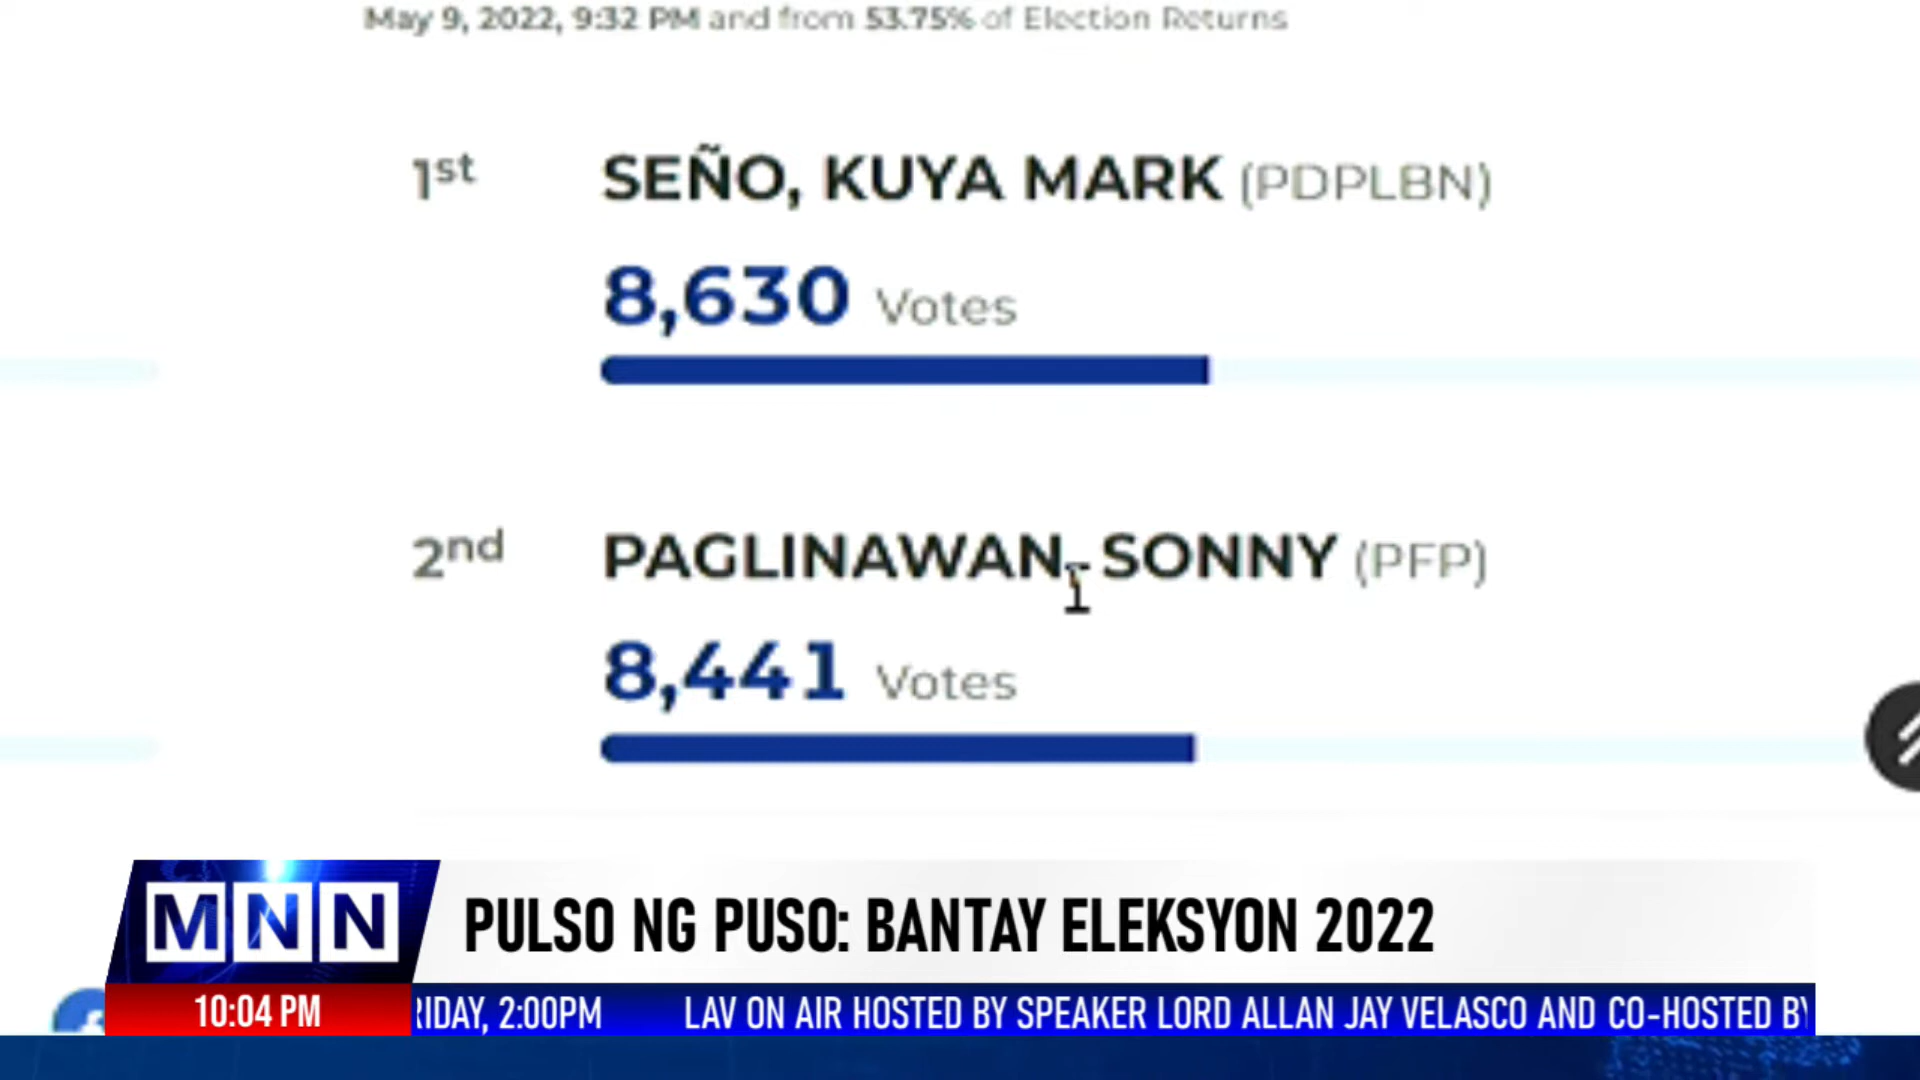 May 9, 2022, 9:32 PM and from 53.75% of Election Returns
1st
SEÑO, KUYA MARK (PDPLBN)
8,630 Votes
2nd
PAGLINAWAN, SONNY (PFP)
8,441 Votes
MNN
PULSO NG PUSO: BANTAY ELEKSYON 2022
10:04 PM
RIDAY, 2:00PM LAV ON AIR HOSTED BY SPEAKER LORD ALLAN JAY VELASCO AND CO-HOSTED BY